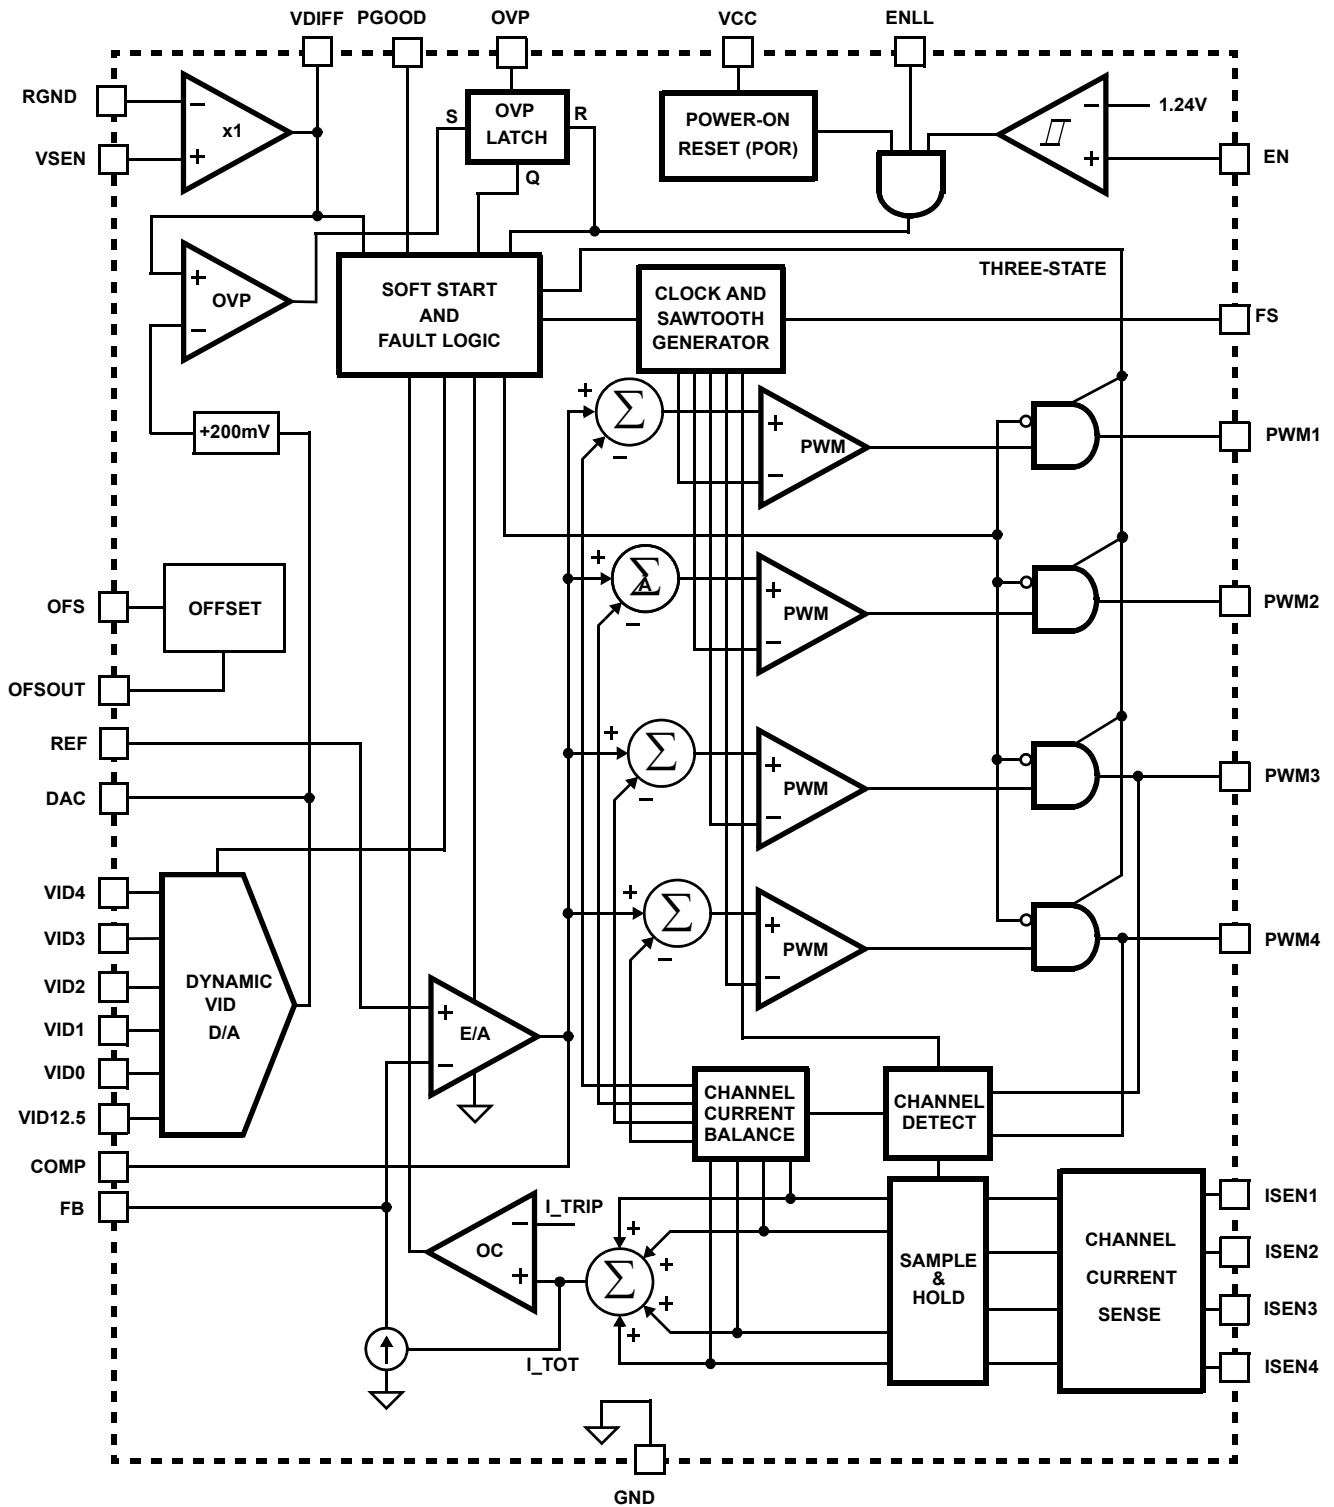 VDIFF PGOOD OVP VCC ENLL
RGND
VSEN
−
x1
+
OVP
LATCH
S
R
Q
POWER-ON
RESET (POR)
−
+
1.24V
EN
+
OVP
−
+200mV
SOFT START
AND
FAULT LOGIC
CLOCK AND
SAWTOOTH
GENERATOR
THREE-STATE
FS
+
Σ
−
+
PWM
−
PWM1
+
Σ
A
−
+
PWM
−
PWM2
+
Σ
−
+
PWM
−
PWM3
+
Σ
−
+
PWM
−
PWM4
OFS
OFFSET
OFSOUT
REF
DAC
VID4
VID3
VID2
VID1
VID0
VID12.5
DYNAMIC
VID
D/A
+
E/A
−
COMP
FB
CHANNEL
CURRENT
BALANCE
CHANNEL
DETECT
I_TRIP
−
OC
+
I_TOT
+
+
Σ
+
+
SAMPLE
&
HOLD
CHANNEL
CURRENT
SENSE
ISEN1
ISEN2
ISEN3
ISEN4
GND